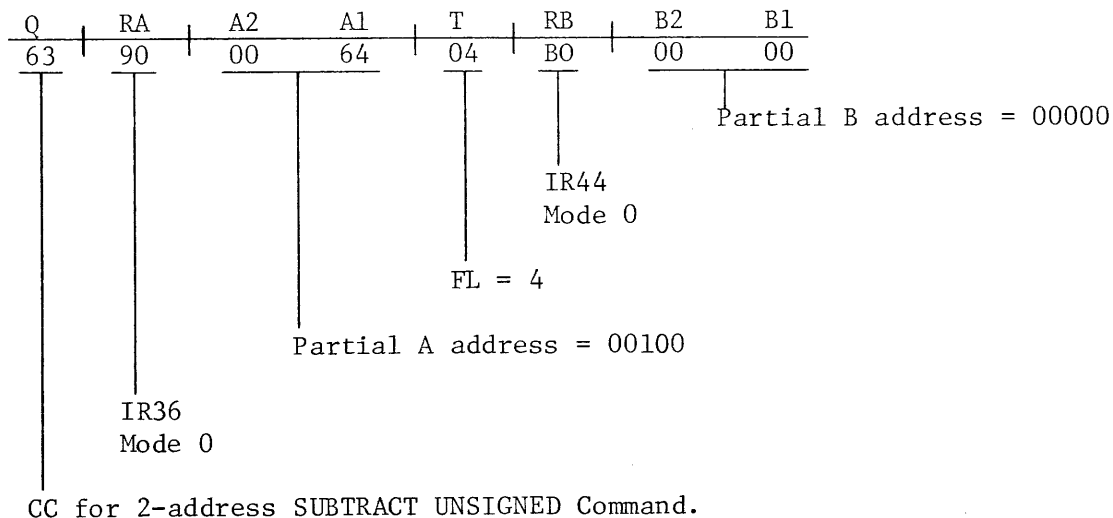 Q RA A2 A1 T RB B2 B1
63 90 00 64 04 B0 00 00
Partial B address = 00000
IR44
Mode 0
FL = 4
Partial A address = 00100
IR36
Mode 0
CC for 2-address SUBTRACT UNSIGNED Command.